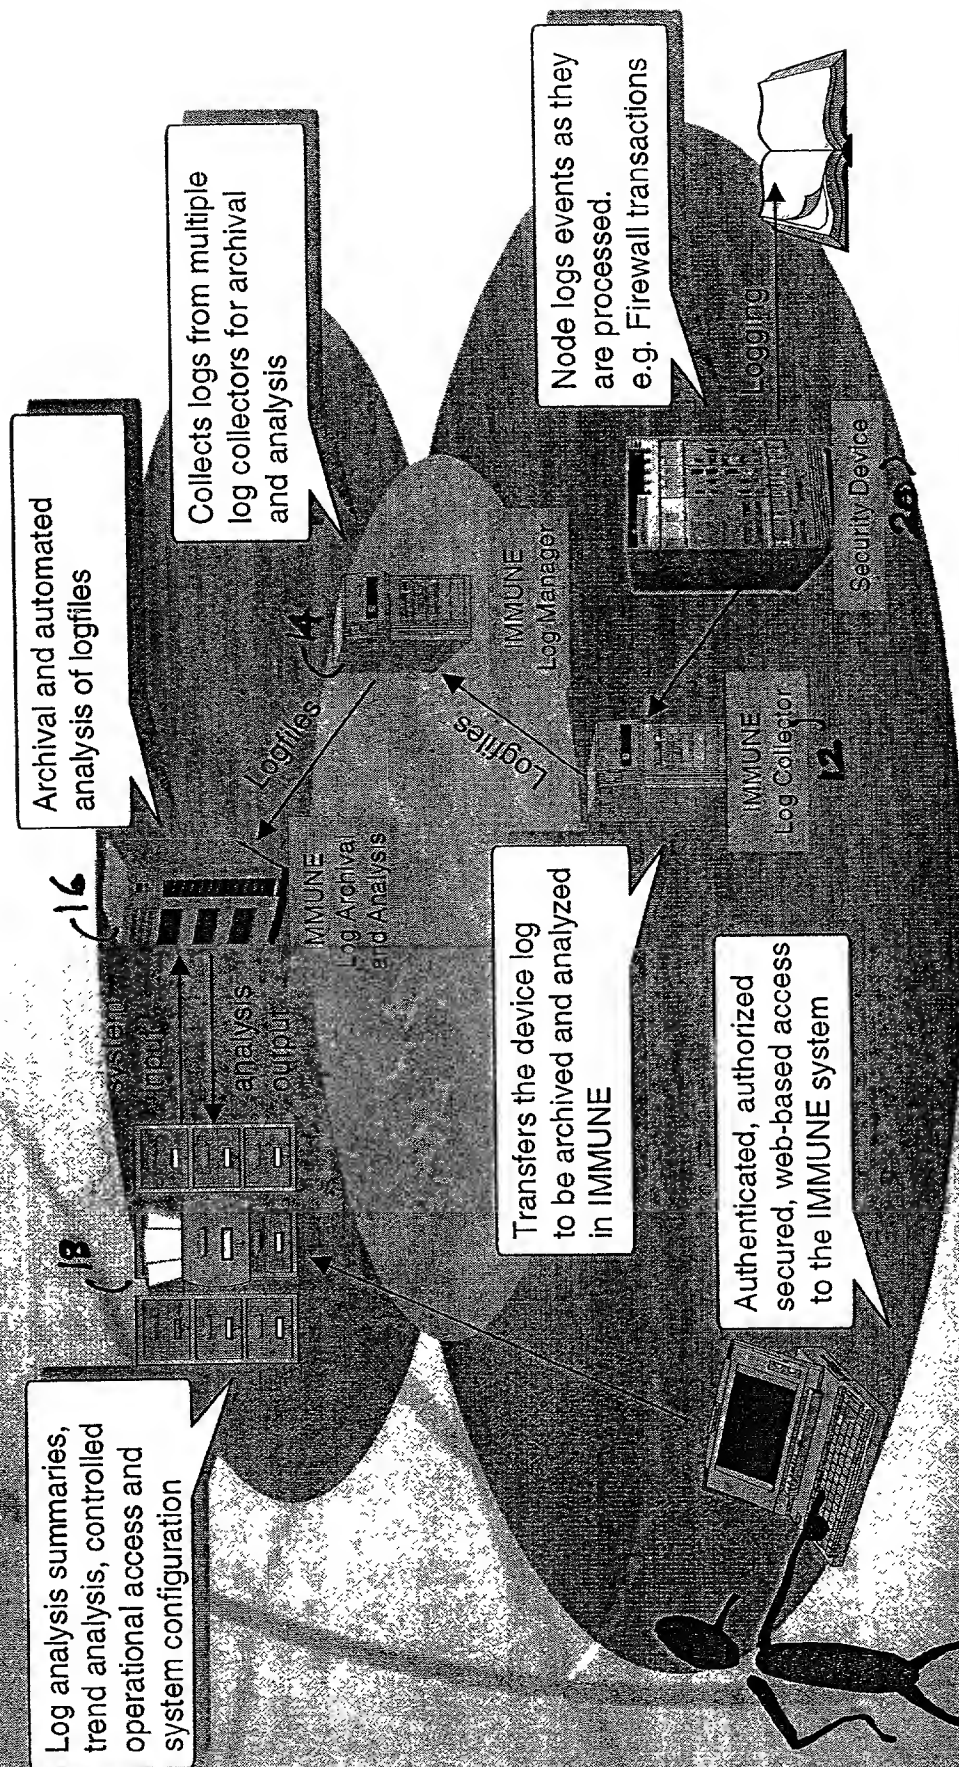 Log analysis summaries,
trend analysis, controlled
operational access and
system configuration
18
system
input
analysis
output
16
Archival and automated
analysis of logfiles
IMMUNE
Log Archival
and Analysis
Logfiles
14
Collects logs from multiple
log collectors for archival
and analysis
IMMUNE
Log Manager
Logfiles
Transfers the device log
to be archived and analyzed
in IMMUNE
IMMUNE
Log Collector
12
Node logs events as they
are processed.
e.g. Firewall transactions
Logging
Security Device
20
Authenticated, authorized
secured, web-based access
to the IMMUNE system